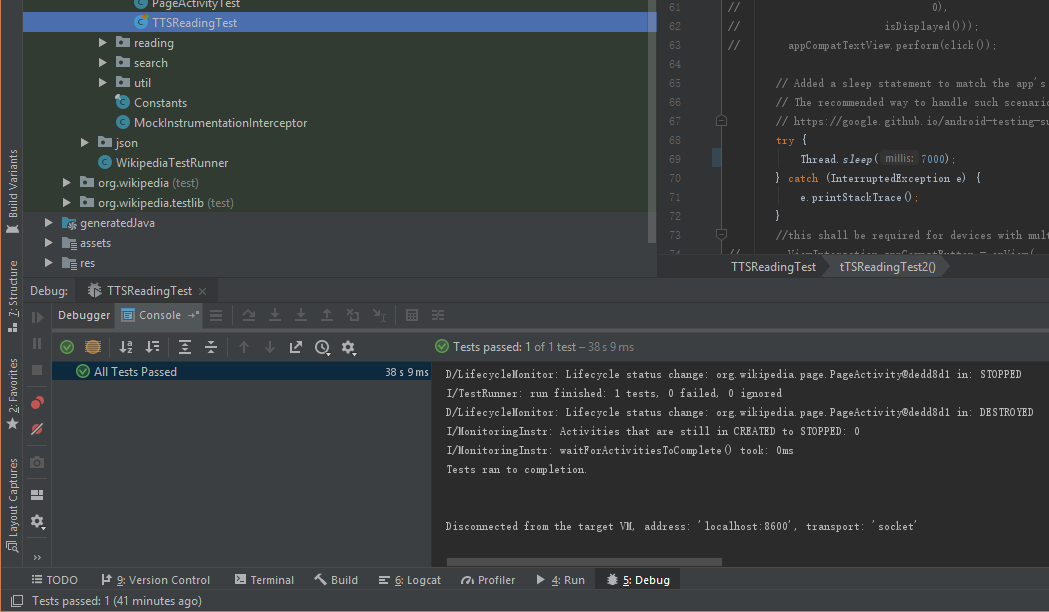 PageActivityTest
TTSReadingTest
reading
search
util
Constants
MockInstrumentationInterceptor
json
WikipediaTestRunner
org.wikipedia (test)
org.wikipedia.testlib (test)
generatedJava
assets
res
Build Variants
7: Structure
2: Favorites
Layout Captures
61 // 0),
62 // isDisplayed()));
63 // appCompatTextView.perform(click());
64
65 // Added a sleep statement to match the app's
66 // The recommended way to handle such scenario
67 // https://google.github.io/android-testing-su
68 try {
69 Thread.sleep( millis: 7000);
70 } catch (InterruptedException e) {
71 e.printStackTrace();
72 }
73 //this shall be required for devices with mult
74 // ViewInteraction appCompatButton = onView(
TTSReadingTest tTSReadingTest2()
Debug: TTSReadingTest
Debugger Console
Tests passed: 1 of 1 test – 38 s 9 ms
All Tests Passed 38 s 9 ms
D/LifecycleMonitor: Lifecycle status change: org.wikipedia.page.PageActivity@dedd8d1 in: STOPPED
I/TestRunner: run finished: 1 tests, 0 failed, 0 ignored
D/LifecycleMonitor: Lifecycle status change: org.wikipedia.page.PageActivity@dedd8d1 in: DESTROYED
I/MonitoringInstr: Activities that are still in CREATED to STOPPED: 0
I/MonitoringInstr: waitForActivitiesToComplete() took: 0ms
Tests ran to completion.
Disconnected from the target VM, address: 'localhost:8600', transport: 'socket'
TODO 9: Version Control Terminal Build 6: Logcat Profiler 4: Run 5: Debug
Tests passed: 1 (41 minutes ago)